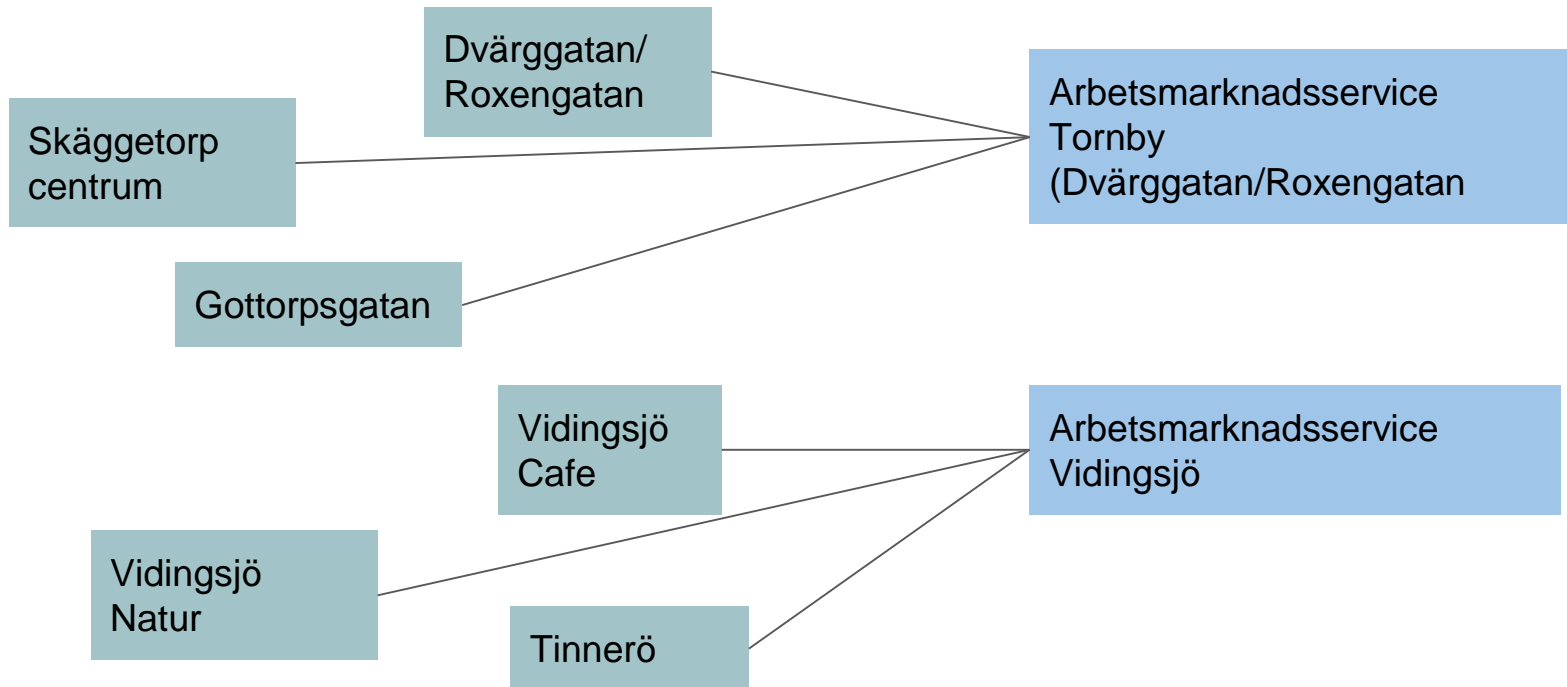 Dvärggatan/
Roxengatan
Arbetsmarknadsservice
Tornby
(Dvärggatan/Roxengatan
Skäggetorp
centrum
Gottorpsgatan
Vidingsjö
Cafe
Arbetsmarknadsservice
Vidingsjö
Vidingsjö
Natur
Tinnerö